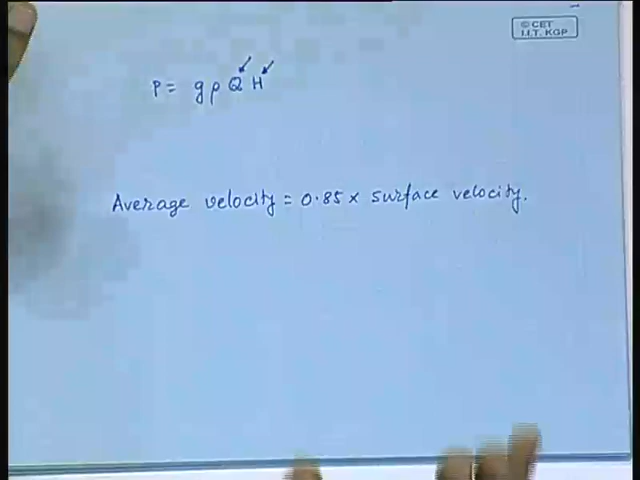 © CET
I.I.T. KGP
P = gρQH
Average velocity = 0.85 × surface velocity.